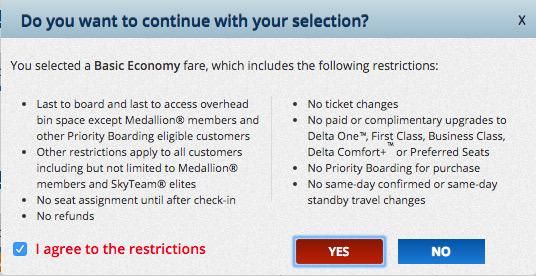 Do you want to continue with your selection?
X
You selected a Basic Economy fare, which includes the following restrictions:
• Last to board and last to access overhead
bin space except Medallion® members and
other Priority Boarding eligible customers
• Other restrictions apply to all customers
including but not limited to Medallion®
members and SkyTeam® elites
• No seat assignment until after check-in
• No refunds
• No ticket changes
• No paid or complimentary upgrades to
Delta One™, First Class, Business Class,
Delta Comfort+™ or Preferred Seats
• No Priority Boarding for purchase
• No same-day confirmed or same-day
standby travel changes
I agree to the restrictions
YES
NO